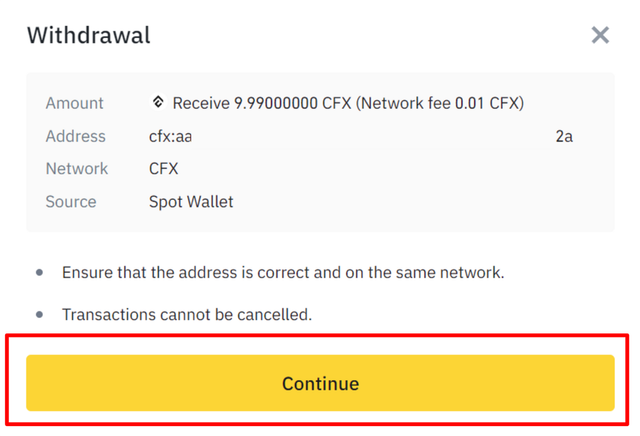 Withdrawal
Amount Receive 9.99000000 CFX (Network fee 0.01 CFX)
Address cfx:aa 2a
Network CFX
Source Spot Wallet
Ensure that the address is correct and on the same network.
Transactions cannot be cancelled.
Continue